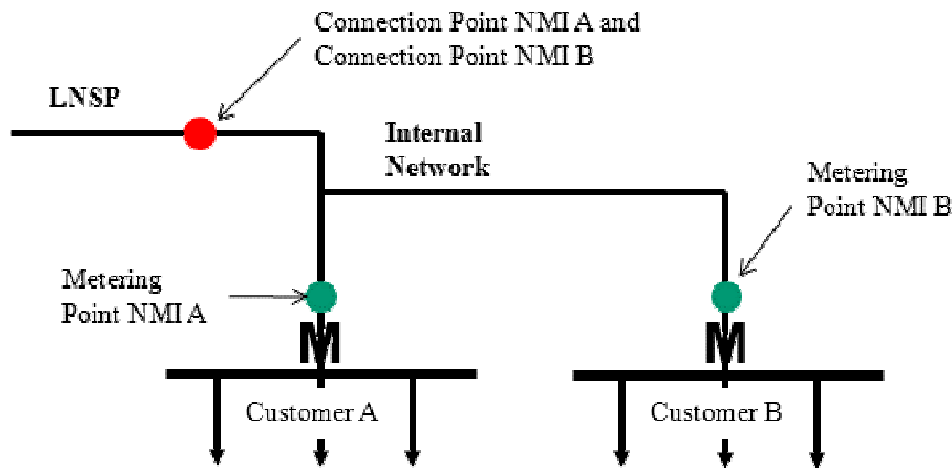 Connection Point NMI A and
Connection Point NMI B
LNSP
Internal
Network
Metering
Point NMI B
Metering
Point NMI A
M
M
Customer A
Customer B